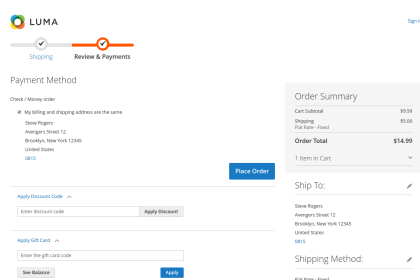 LUMA
Sign I
Shipping
Review & Payments
Payment Method
Check / Money order
My billing and shipping address are the same
Steve Rogers
Avengers Street 12
Brooklyn, New York 12345
United States
0815
Place Order
Apply Discount Code
Enter discount code
Apply Discount
Apply Gift Card
Enter the gift card code
See Balance
Apply
Order Summary
Cart Subtotal $9.99
Shipping $5.00
Flat Rate - Fixed
Order Total $14.99
1 Item in Cart
Ship To:
Steve Rogers
Avengers Street 12
Brooklyn, New York 12345
United States
0815
Shipping Method:
Flat Rate - Fixed